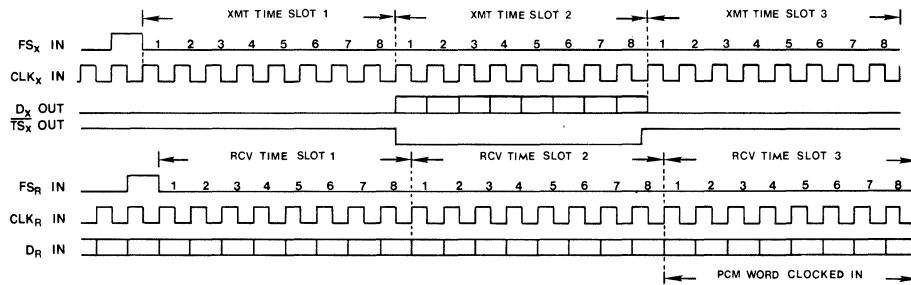 XMT TIME SLOT 1 XMT TIME SLOT 2 XMT TIME SLOT 3
FSX IN 1 2 3 4 5 6 7 8 1 2 3 4 5 6 7 8 1 2 3 4 5 6 7 8
CLKX IN
DX OUT
TSX OUT
RCV TIME SLOT 1 RCV TIME SLOT 2 RCV TIME SLOT 3
FSR IN 1 2 3 4 5 6 7 8 1 2 3 4 5 6 7 8 1 2 3 4 5 6 7 8
CLKR IN
DR IN
PCM WORD CLOCKED IN